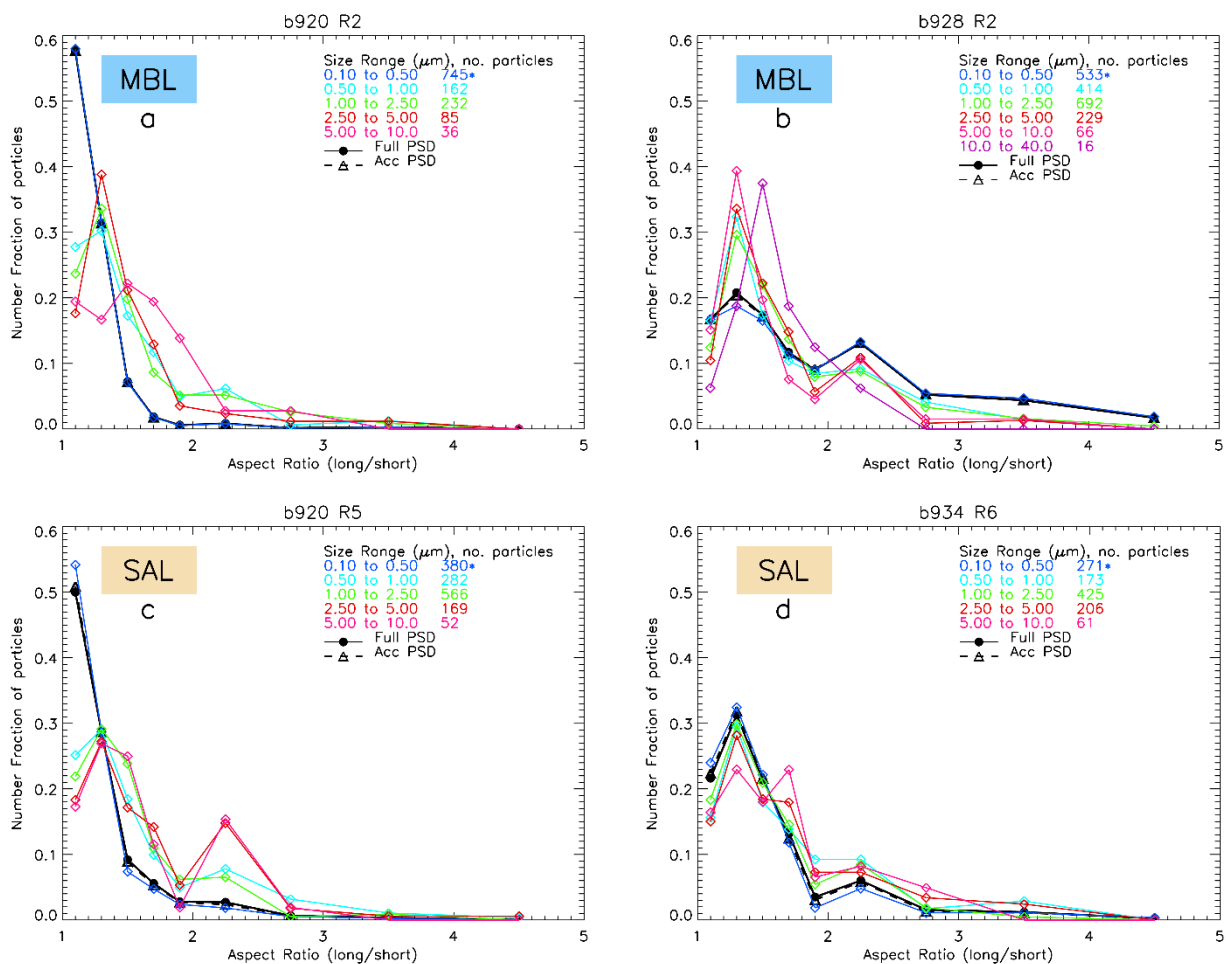 b920 R2
0.6
0.5
0.4
0.3
0.2
0.1
0.0
Number Fraction of particles
MBL
a
Size Range (μm), no. particles
0.10 to 0.50 745*
0.50 to 1.00 162
1.00 to 2.50 232
2.50 to 5.00 85
5.00 to 10.0 36
Full PSD
Acc PSD
1 2 3 4 5
Aspect Ratio (long/short)
b928 R2
0.6
0.5
0.4
0.3
0.2
0.1
0.0
Number Fraction of particles
MBL
b
Size Range (μm), no. particles
0.10 to 0.50 533*
0.50 to 1.00 414
1.00 to 2.50 692
2.50 to 5.00 229
5.00 to 10.0 66
10.0 to 40.0 16
Full PSD
Acc PSD
1 2 3 4 5
Aspect Ratio (long/short)
b920 R5
0.6
0.5
0.4
0.3
0.2
0.1
0.0
Number Fraction of particles
SAL
c
Size Range (μm), no. particles
0.10 to 0.50 380*
0.50 to 1.00 282
1.00 to 2.50 566
2.50 to 5.00 169
5.00 to 10.0 52
Full PSD
Acc PSD
1 2 3 4 5
Aspect Ratio (long/short)
b934 R6
0.6
0.5
0.4
0.3
0.2
0.1
0.0
Number Fraction of particles
SAL
d
Size Range (μm), no. particles
0.10 to 0.50 271*
0.50 to 1.00 173
1.00 to 2.50 425
2.50 to 5.00 206
5.00 to 10.0 61
Full PSD
Acc PSD
1 2 3 4 5
Aspect Ratio (long/short)